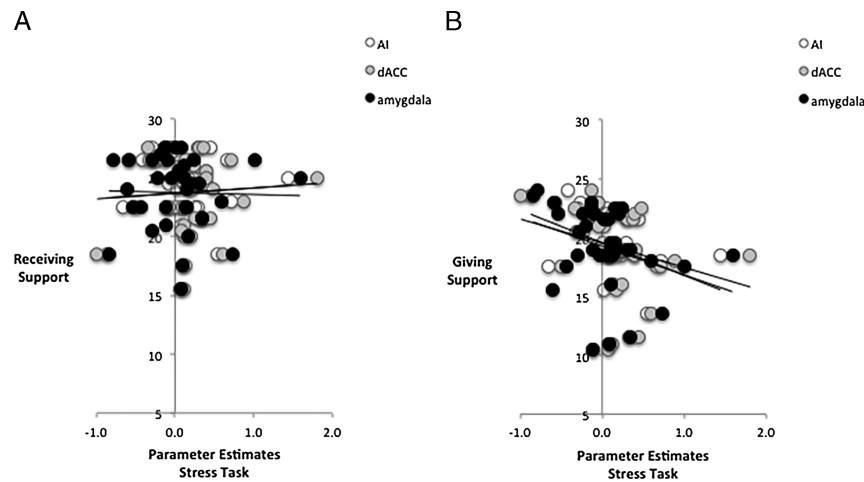 A
AI
dACC
amygdala
30
25
20
15
10
5
Receiving
Support
-1.0
0.0
1.0
2.0
Parameter Estimates
Stress Task
B
AI
dACC
amygdala
30
25
20
15
10
5
Giving
Support
-1.0
0.0
1.0
2.0
Parameter Estimates
Stress Task